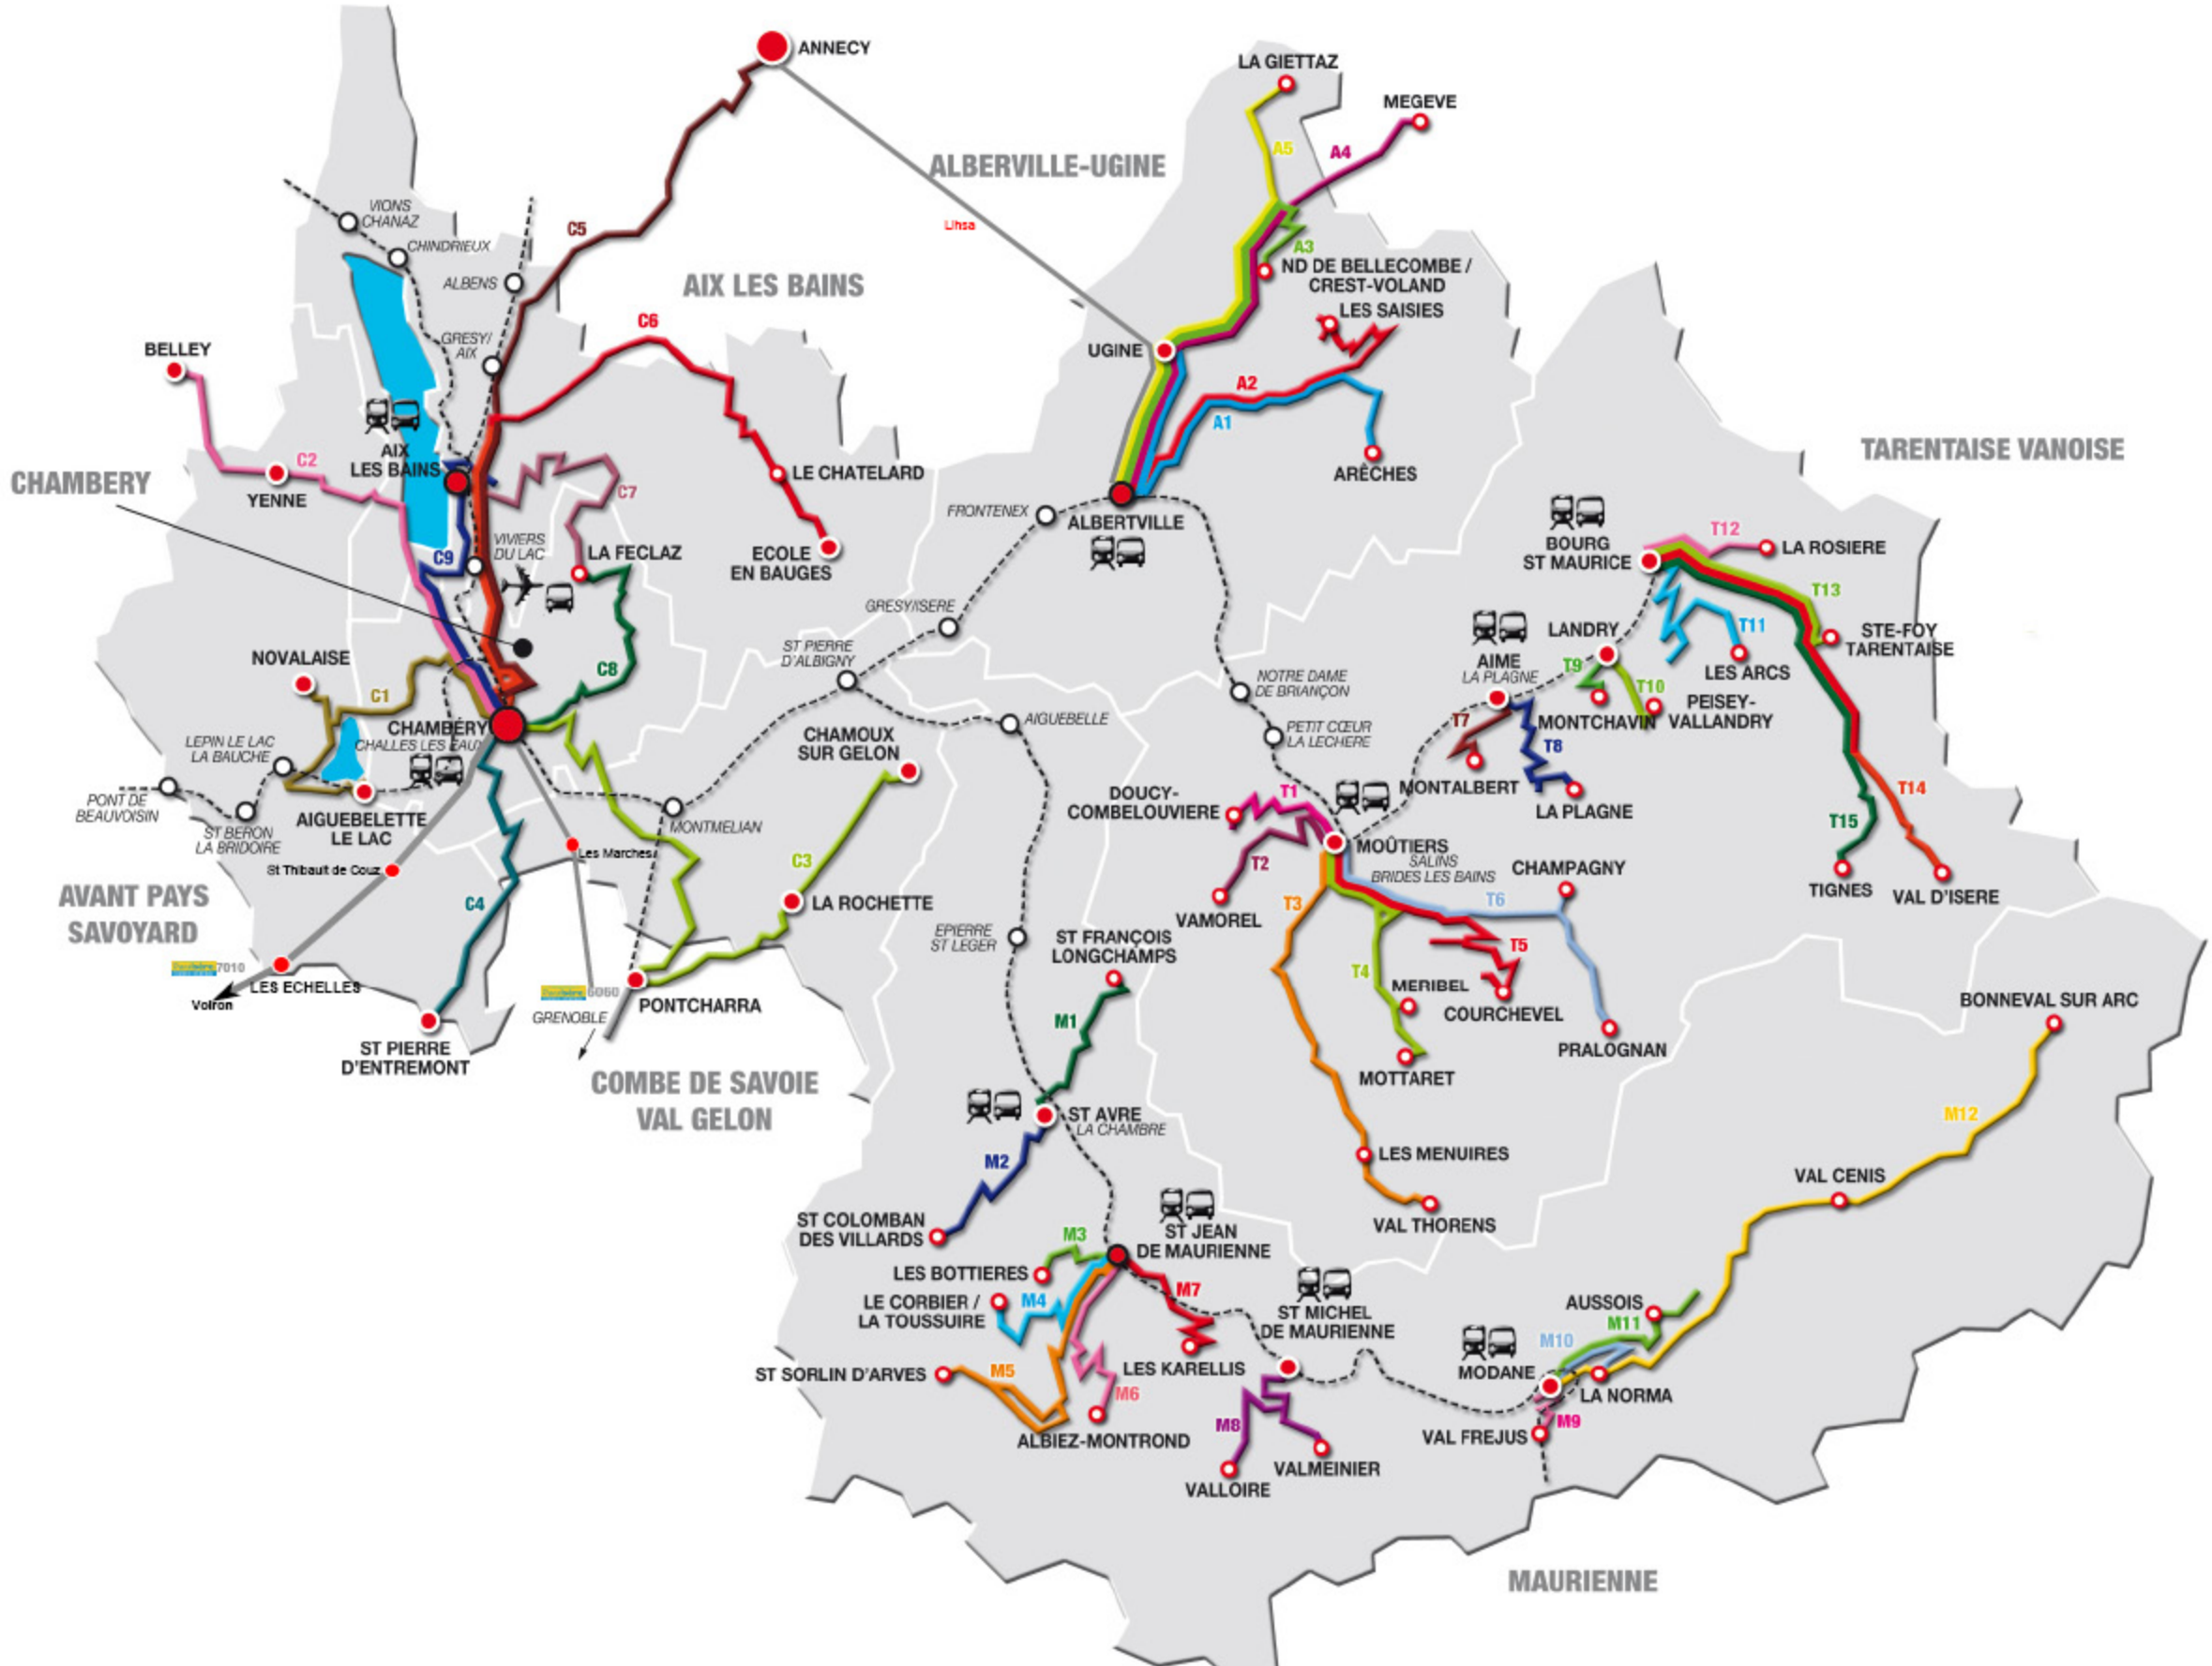 ANNECY
LA GIETTAZ
MEGEVE
A5
A4
ALBERVILLE-UGINE
VIONS
CHANAZ
CHINDRIEUX
C5
Lihsa
A3
ND DE BELLECOMBE /
CREST-VOLAND
ALBENS
AIX LES BAINS
LES SAISIES
C6
GRESY/
AIX
BELLEY
UGINE
A2
A1
AIX
LES BAINS
C2
YENNE
CHAMBERY
LE CHATELARD
C7
ARÊCHES
TARENTAISE VANOISE
FRONTENEX
ALBERTVILLE
VIVIERS
DU LAC
C9
LA FECLAZ
ECOLE
EN BAUGES
BOURG
ST MAURICE
T12
LA ROSIERE
T13
GRESY/ISERE
LANDRY
T11
STE-FOY
TARENTAISE
NOVALAISE
C1
C8
ST PIERRE
D'ALBIGNY
AIME
LA PLAGNE
T9
LES ARCS
NOTRE DAME
DE BRIANÇON
T10
PEISEY-
VALLANDRY
MONTCHAVIN
CHAMBÉRY
CHALLES LES EAUX
AIGUEBELLE
CHAMOUX
SUR GELON
PETIT CŒUR
LA LECHERE
T7
T8
LEPIN LE LAC
LA BAUCHE
PONT DE
BEAUVOISIN
ST BERON
LA BRIDOIRE
AIGUEBELETTE
LE LAC
MONTMELIAN
DOUCY-
COMBELOUVIERE
T1
MONTALBERT
LA PLAGNE
T14
T15
Les Marches
St Thibault de Couz
C3
MOÛTIERS
SALINS
BRIDES LES BAINS
T2
CHAMPAGNY
TIGNES
VAL D'ISERE
AVANT PAYS
SAVOYARD
C4
LA ROCHETTE
VAMOREL
T3
T6
EPIERRE
ST LEGER
ST FRANÇOIS
LONGCHAMPS
T5
7010
T4
LES ECHELLES
Voiron
6060
PONTCHARRA
GRENOBLE
MERIBEL
COURCHEVEL
BONNEVAL SUR ARC
M1
PRALOGNAN
ST PIERRE
D'ENTREMONT
MOTTARET
COMBE DE SAVOIE
VAL GELON
ST AVRE
LA CHAMBRE
M12
M2
LES MENUIRES
VAL CENIS
ST COLOMBAN
DES VILLARDS
VAL THORENS
M3
ST JEAN
DE MAURIENNE
LES BOTTIERES
M7
LE CORBIER /
LA TOUSSUIRE
M4
ST MICHEL
DE MAURIENNE
AUSSOIS
M11
M10
MODANE
ST SORLIN D'ARVES
M5
LES KARELLIS
M6
LA NORMA
M9
M8
VAL FREJUS
ALBIEZ-MONTROND
VALMEINIER
VALLOIRE
MAURIENNE